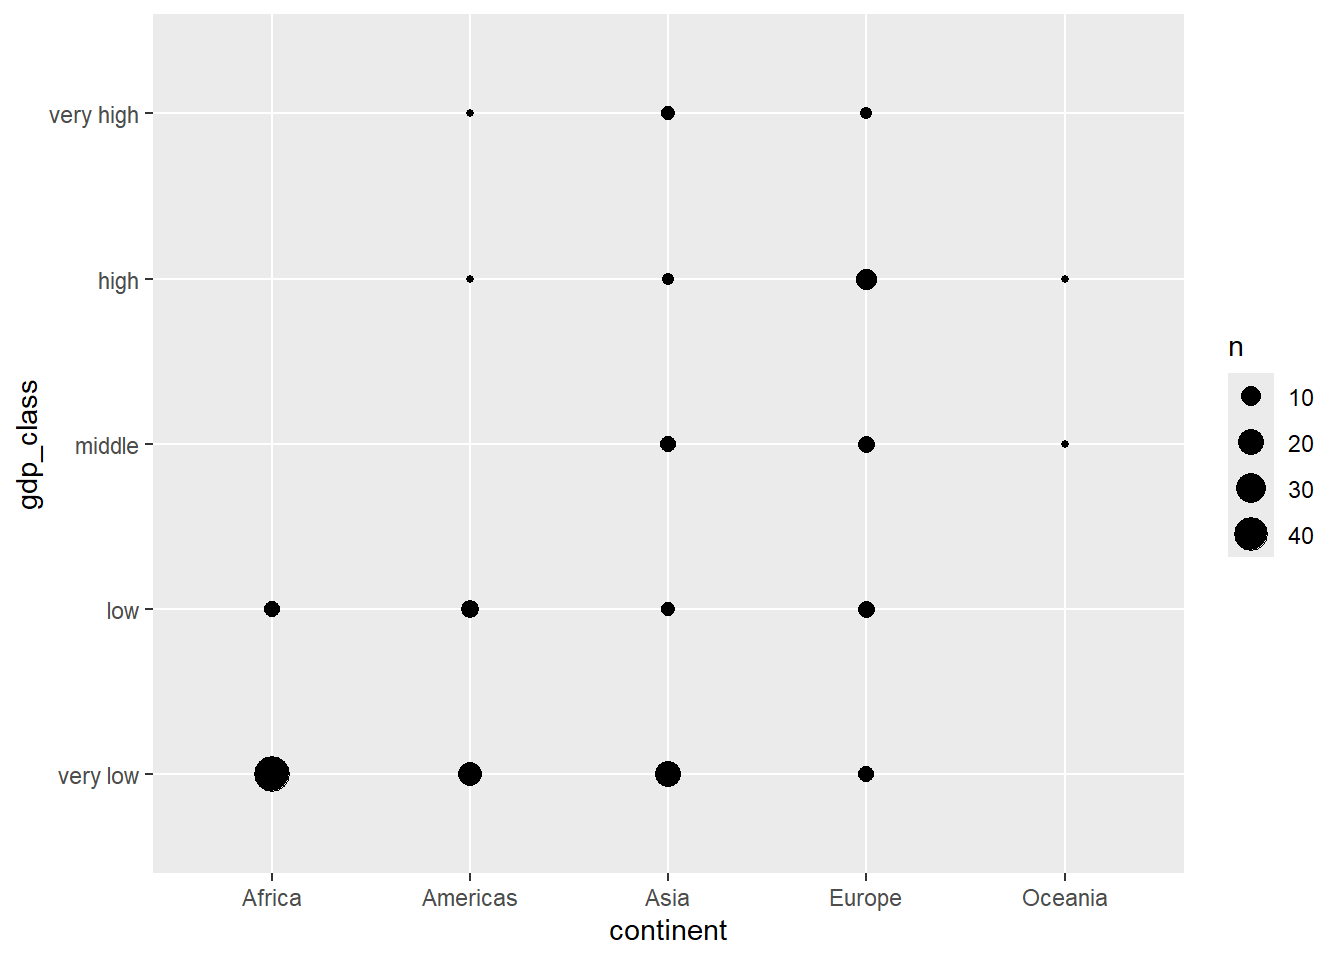 very high
high
middle
low
very low
gdp_class
Africa Americas Asia Europe Oceania
continent
n
10
20
30
40